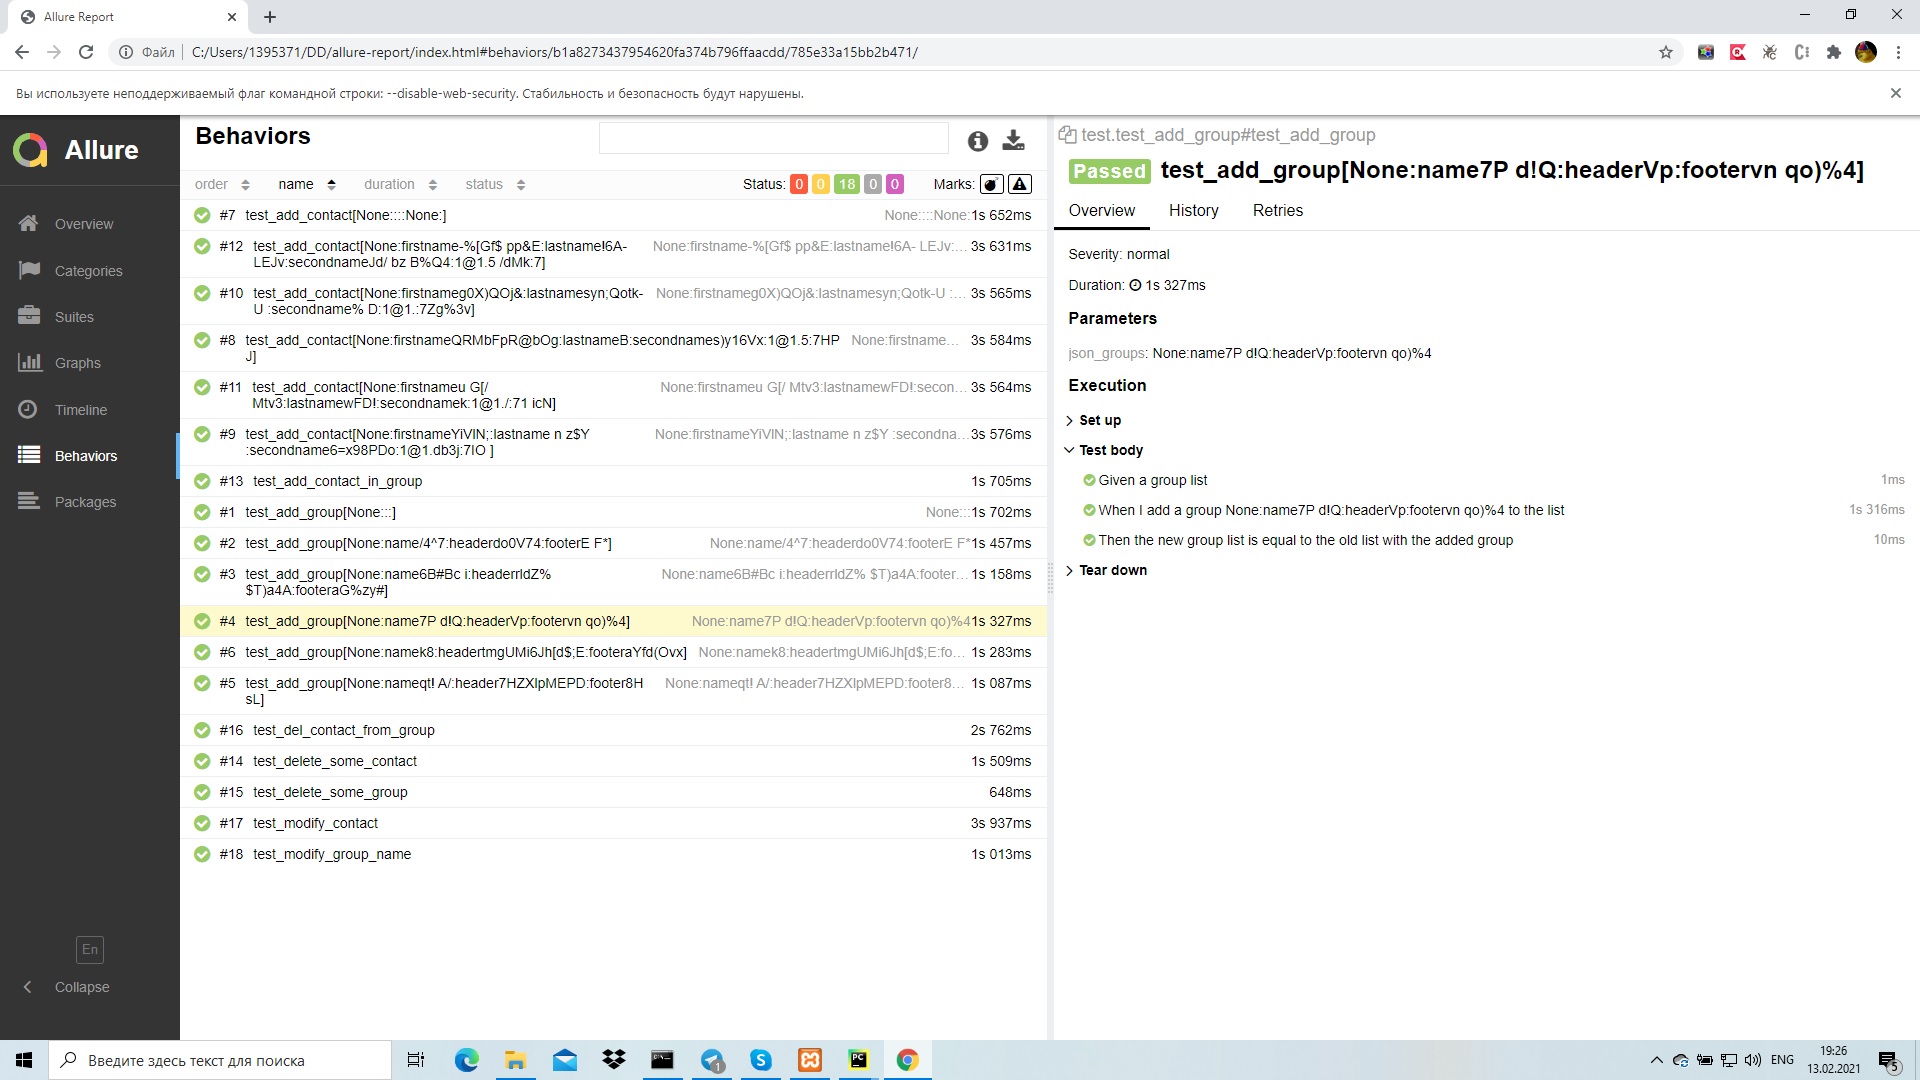 Allure Report
Файл
C:/Users/1395371/DD/allure-report/index.html#behaviors/b1a8273437954620fa374b796ffaacdd/785e33a15bb2b471/
Вы используете неподдерживаемый флаг командной строки: --disable-web-security. Стабильность и безопасность будут нарушены.
Allure
Overview
Categories
Suites
Graphs
Timeline
Behaviors
Packages
En
Collapse
Behaviors
order name duration status Status: 0 0 18 0 0 Marks:
#7 test_add_contact[None::::None:] None::::None: 1s 652ms
#12 test_add_contact[None:firstname-%[Gf$ pp&E:lastname!6A- None:firstname-%[Gf$ pp&E:lastname!6A- LEJv:... 3s 631ms
LEJv:secondnameJd/ bz B%Q4:1@1.5 /dMk:7]
#10 test_add_contact[None:firstnameg0X)QOj&:lastnamesyn;Qotk- None:firstnameg0X)QOj&:lastnamesyn;Qotk-U :... 3s 565ms
U :secondname% D:1@1.:7Zg%3v]
#8 test_add_contact[None:firstnameQRMbFpR@bOg:lastnameB:secondnames)y16Vx:1@1.5:7HP None:firstname... 3s 584ms
J]
#11 test_add_contact[None:firstnameu G[/ None:firstnameu G[/ Mtv3:lastnamewFD!:secon... 3s 564ms
Mtv3:lastnamewFD!:secondnamek:1@1./:71 icN]
#9 test_add_contact[None:firstnameYiVlN;:lastname n z$Y None:firstnameYiVlN;:lastname n z$Y :secondna... 3s 576ms
:secondname6=x98PDo:1@1.db3j:7IO ]
#13 test_add_contact_in_group 1s 705ms
#1 test_add_group[None:::] None::: 1s 702ms
#2 test_add_group[None:name/4^7:headerdo0V74:footerE F*] None:name/4^7:headerdo0V74:footerE F* 1s 457ms
#3 test_add_group[None:name6B#Bc i:headerrldZ% None:name6B#Bc i:headerrldZ% $T)a4A:footer... 1s 158ms
$T)a4A:footeraG%zy#]
#4 test_add_group[None:name7P d!Q:headerVp:footervn qo)%4] None:name7P d!Q:headerVp:footervn qo)%4 1s 327ms
#6 test_add_group[None:namek8:headertmgUMi6Jh[d$;E:footeraYfd(Ovx] None:namek8:headertmgUMi6Jh[d$;E:fo... 1s 283ms
#5 test_add_group[None:nameqt! A/:header7HZXlpMEPD:footer8H None:nameqt! A/:header7HZXlpMEPD:footer8... 1s 087ms
sL]
#16 test_del_contact_from_group 2s 762ms
#14 test_delete_some_contact 1s 509ms
#15 test_delete_some_group 648ms
#17 test_modify_contact 3s 937ms
#18 test_modify_group_name 1s 013ms
test.test_add_group#test_add_group
Passed test_add_group[None:name7P d!Q:headerVp:footervn qo)%4]
Overview History Retries
Severity: normal
Duration: 1s 327ms
Parameters
json_groups: None:name7P d!Q:headerVp:footervn qo)%4
Execution
Set up
Test body
Given a group list 1ms
When I add a group None:name7P d!Q:headerVp:footervn qo)%4 to the list 1s 316ms
Then the new group list is equal to the old list with the added group 10ms
Tear down
Введите здесь текст для поиска
PC
1
ENG
19:26
13.02.2021
5